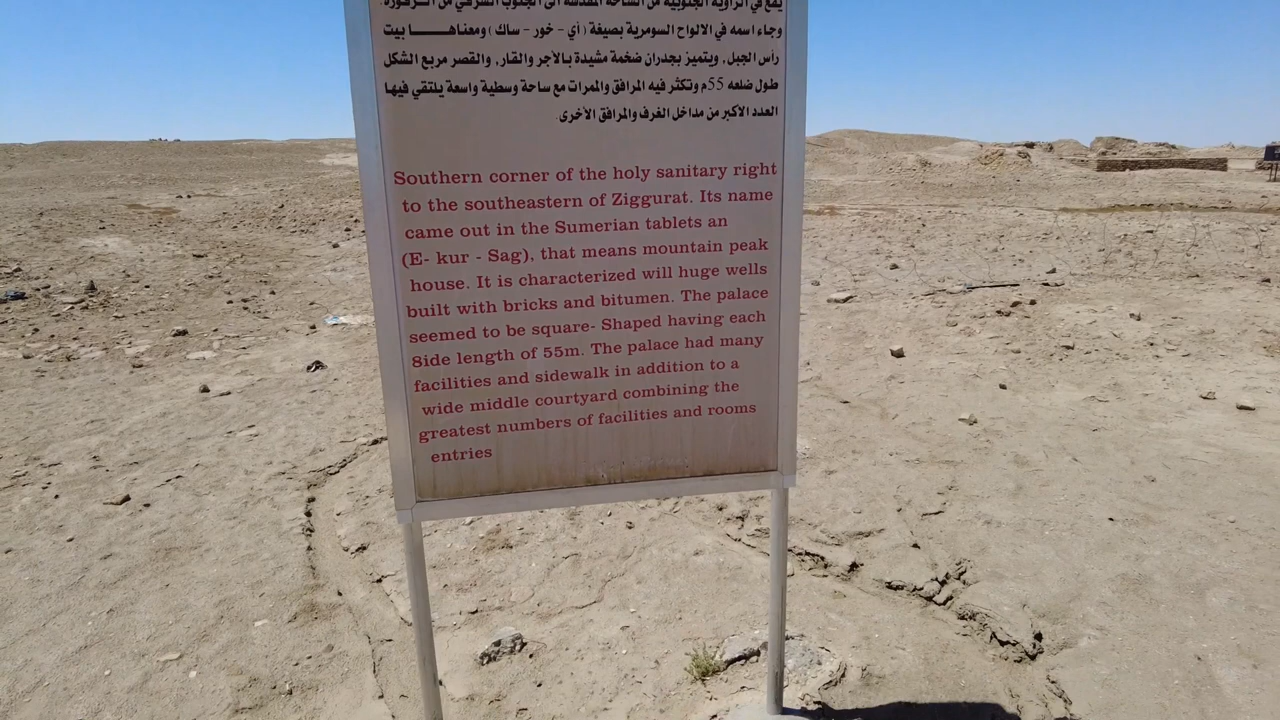 يقع في الزاوية الجنوبية من الساحة المقدسة الى الجنوب الشرقي من الزقورة.
وجاء اسمه في الالواح السومرية بصيغة (أي - خور - ساك) ومعناها بيت
رأس الجبل, ويتميز بجدران ضخمة مشيدة بالأجر والقار, والقصر مربع الشكل
طول ضلعه 55م وتكثر فيه المرافق والممرات مع ساحة وسطية واسعة يلتقي فيها
العدد الاكبر من مداخل الغرف والمرافق الأخرى.
Southern corner of the holy sanitary right
to the southeastern of Ziggurat. Its name
came out in the Sumerian tablets an
(E- kur - Sag), that means mountain peak
house. It is characterized will huge wells
built with bricks and bitumen. The palace
seemed to be square- Shaped having each
8ide length of 55m. The palace had many
facilities and sidewalk in addition to a
wide middle courtyard combining the
greatest numbers of facilities and rooms
entries